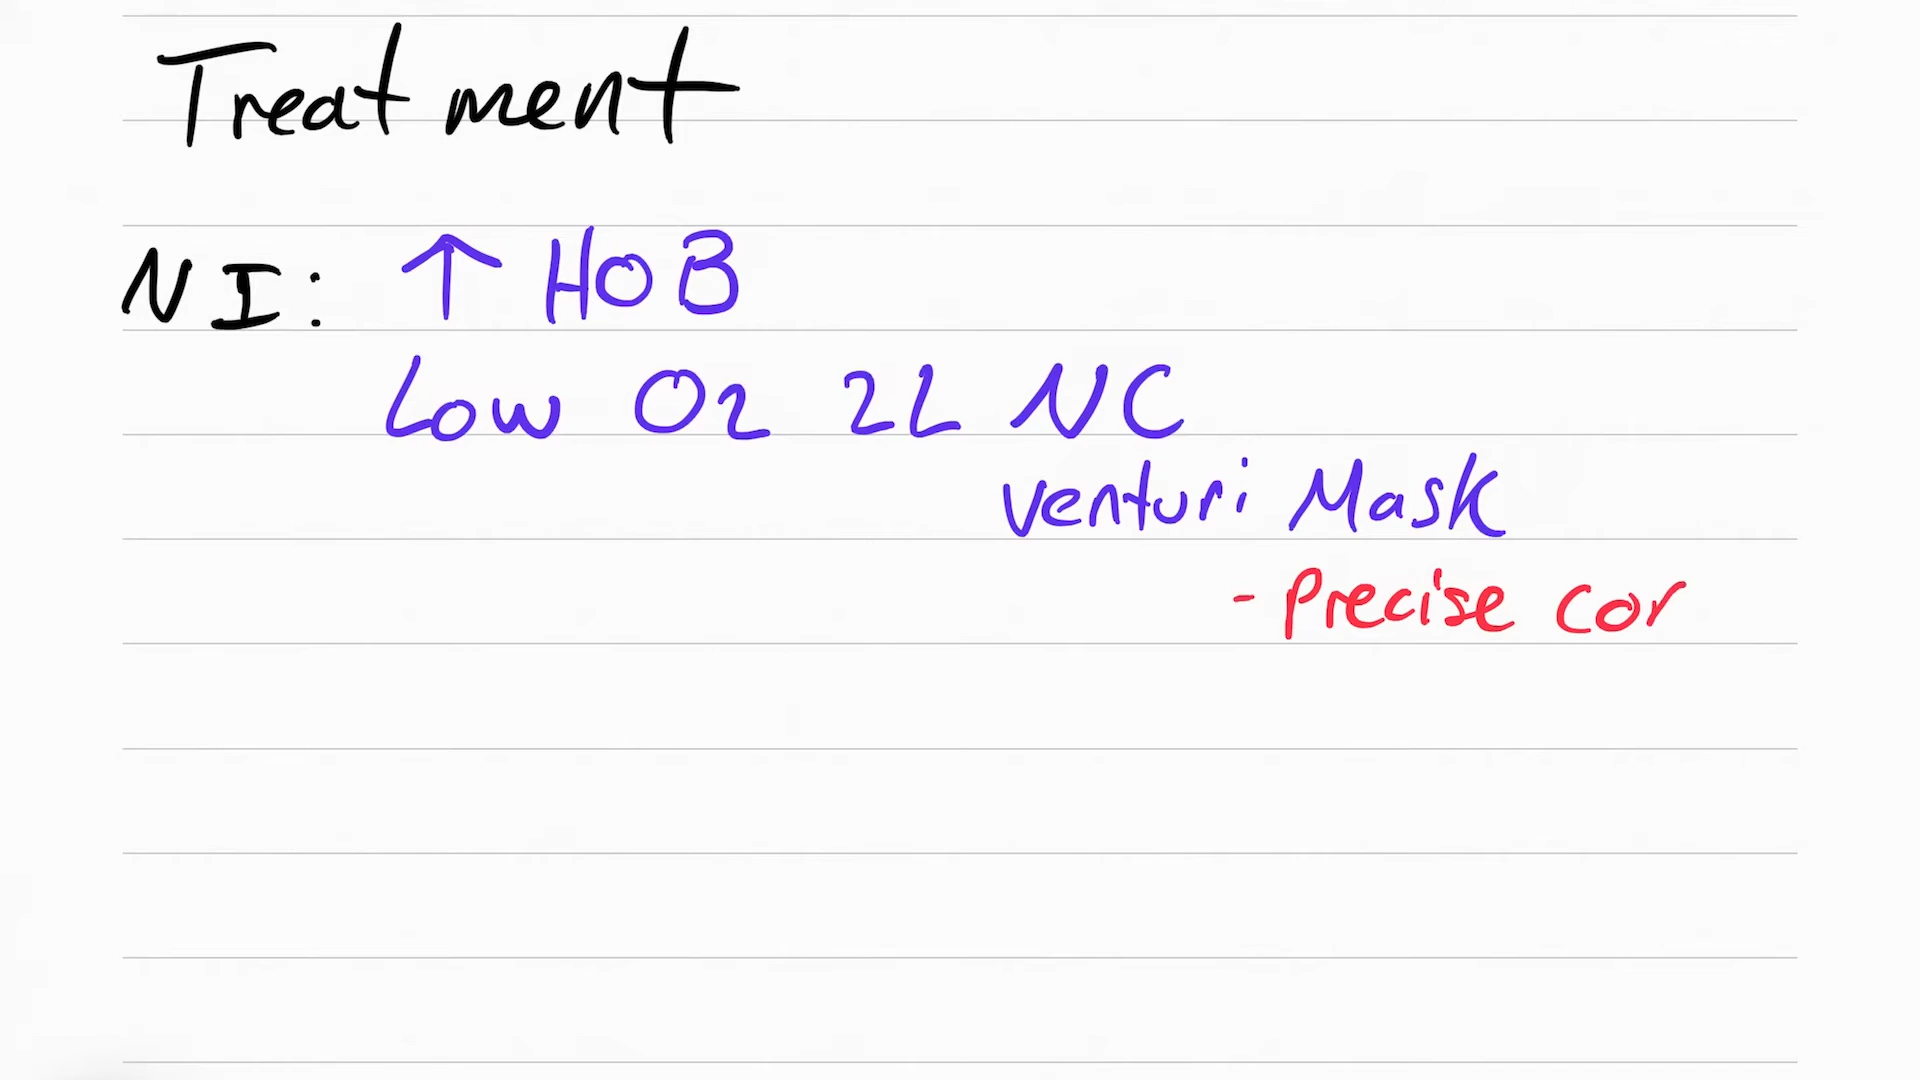 Treatment
NI: ↑ HOB
Low O2 2L NC
Venturi Mask
- Precise cor